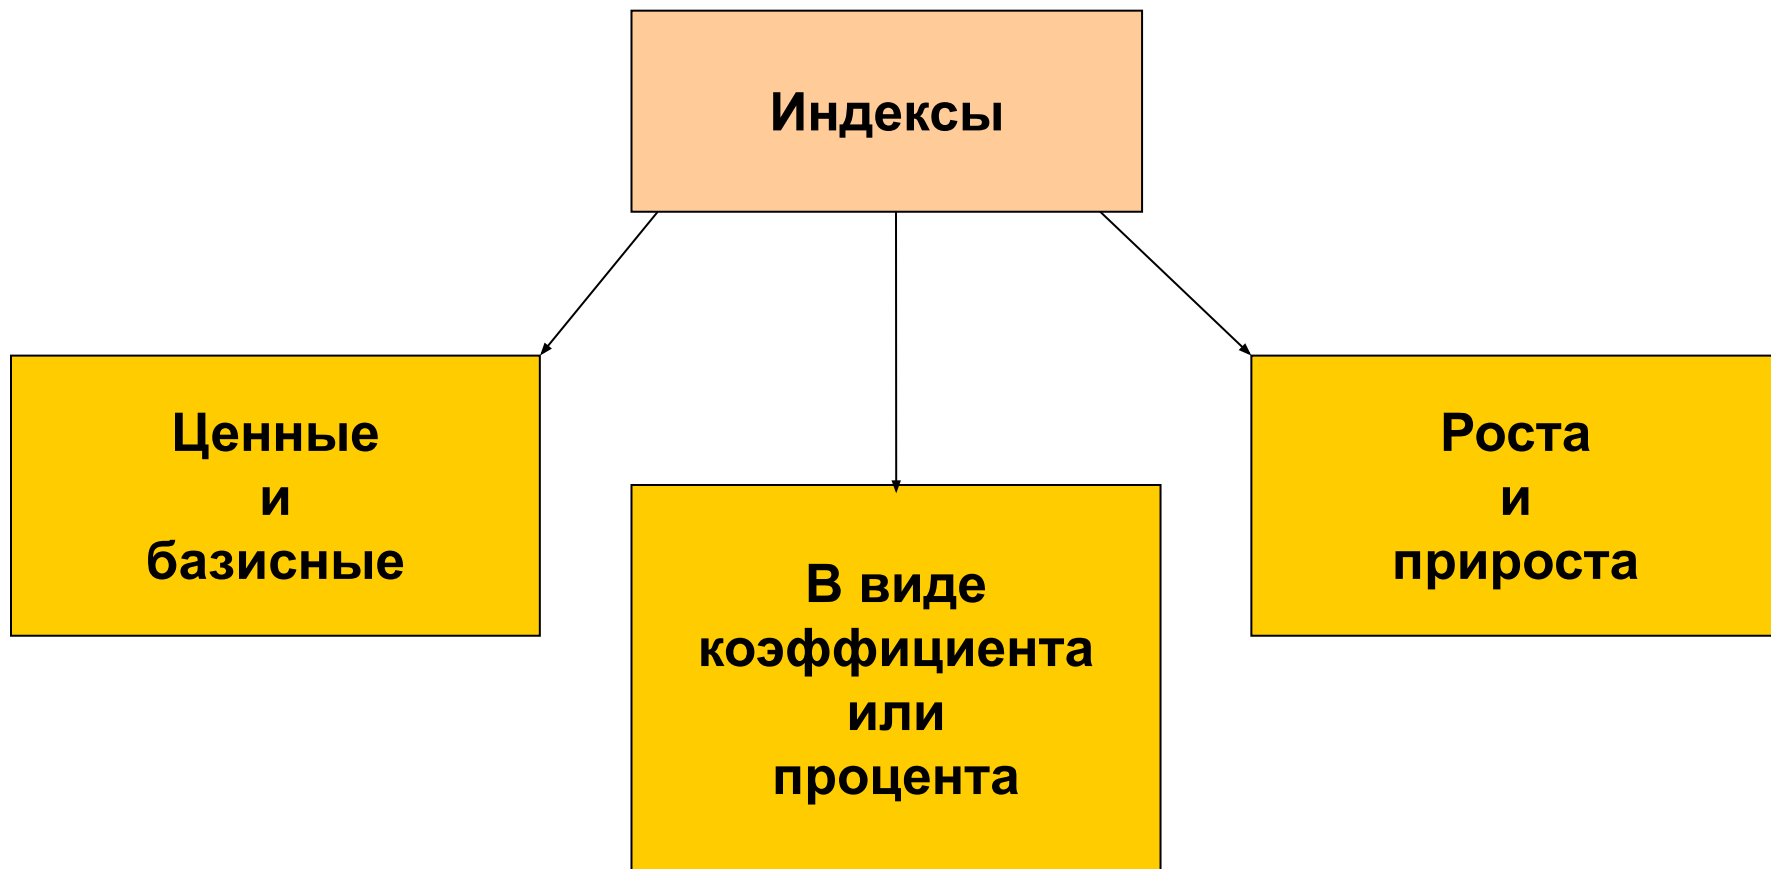 Индексы
Ценные
и
базисные
В виде
коэффициента
или
процента
Роста
и
прироста